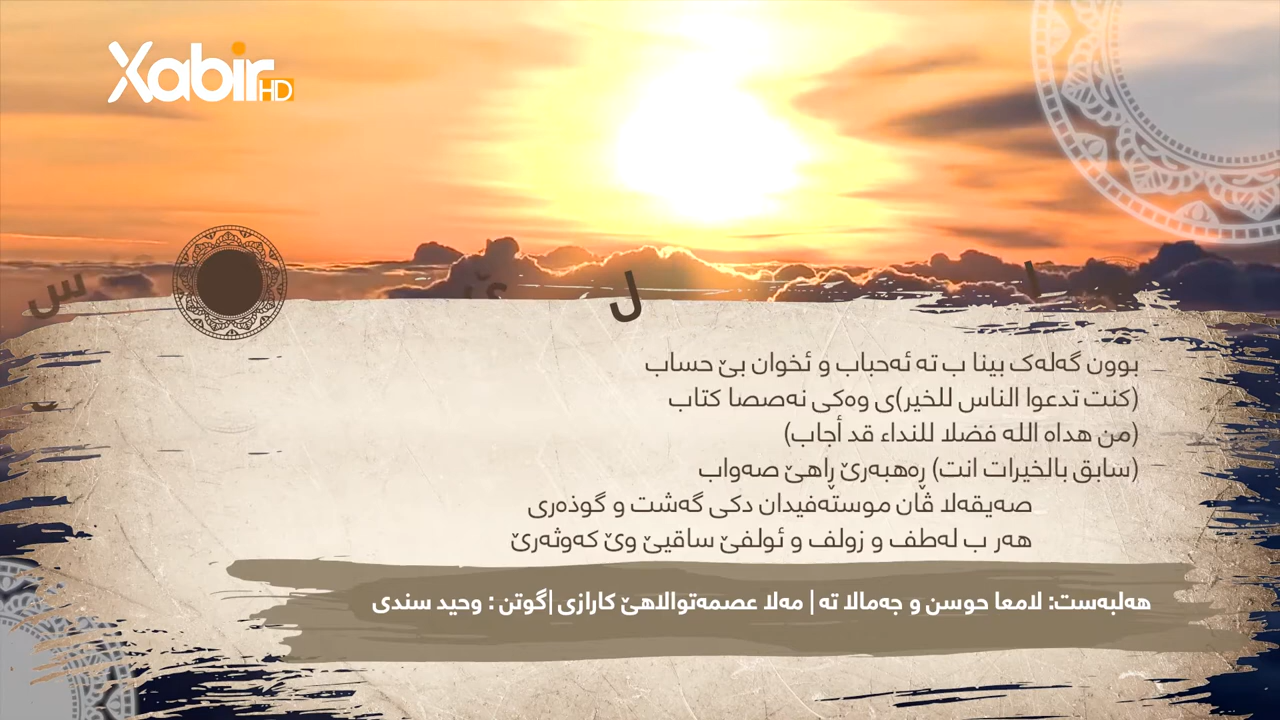 Xabir HD
بوون گەلەک بینا ب تە ئەحباب و ئخوان بێ حساب
(كنت تدعوا الناس للخير)ی وەکی نەصصا کتاب
(من هداه الله فضلا للنداء قد أجاب)
(سابق بالخيرات انت) ڕەهبەرێ ڕاهێ صەواب
صەیقەلا ڤان موستەفیدان دکی گەشت و گوذەری
هەر ب لەطف و زولف و ئولفێ ساقیێ وێ کەوثەرێ
هەلبەست: لامعا حوسن و جەمالا تە | مەلا عصمەتوالاهێ کارازی |گوتن : وحید سندی